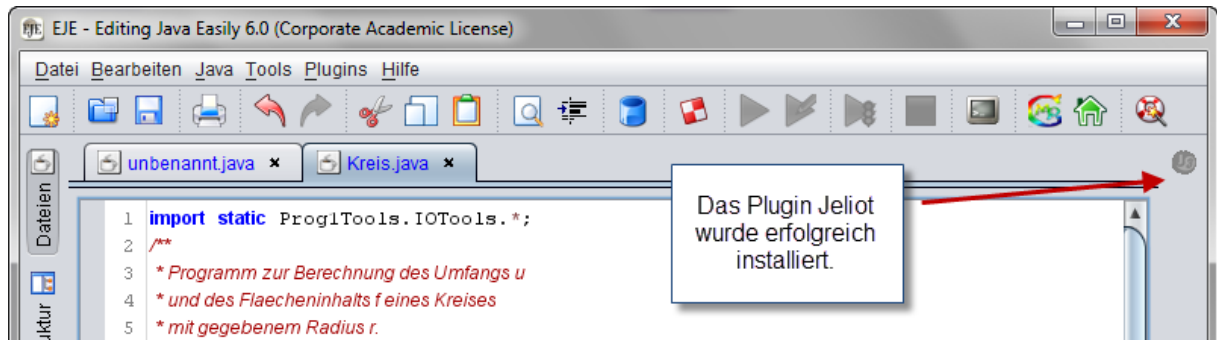 EJE EJE - Editing Java Easily 6.0 (Corporate Academic License)
Datei Bearbeiten Java Tools Plugins Hilfe
unbenannt.java × Kreis.java ×
Dateien
1 import static Prog1Tools.IOTools.*;
2 /**
3 * Programm zur Berechnung des Umfangs u
4 * und des Flaecheninhalts f eines Kreises
5 * mit gegebenem Radius r.
uktur
Das Plugin Jeliot
wurde erfolgreich
installiert.